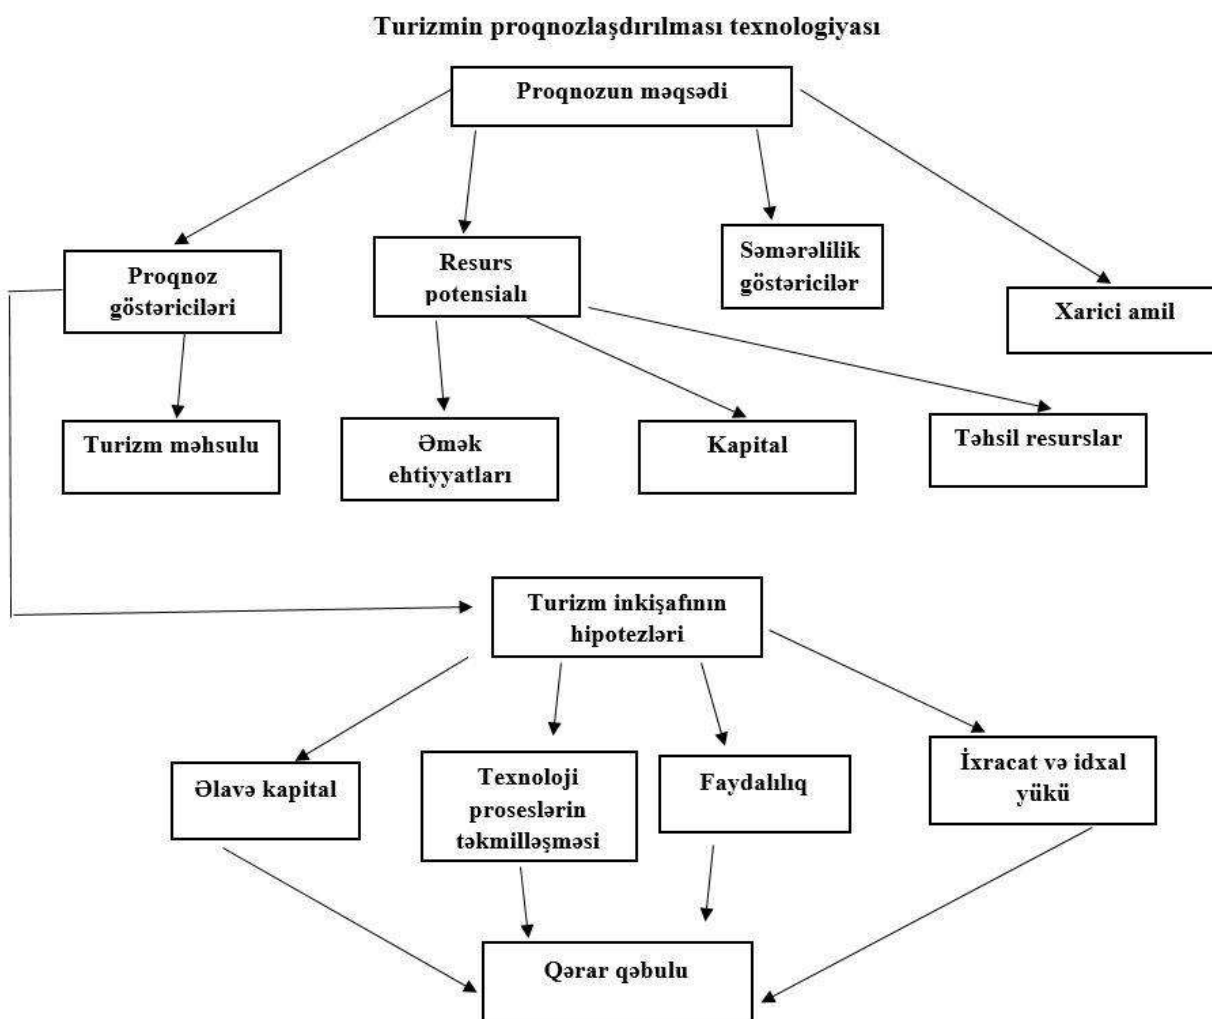 Turizmin proqnozlaşdırılması texnologiyası
Proqnozun məqsədi
Proqnoz
göstəriciləri
Resurs
potensialı
Səmərəlilik
göstəricilər
Xarici amil
Turizm məhsulu
Əmək
ehtiyyatları
Kapital
Təhsil resurslar
Turizm inkişafının
hipotezləri
Əlavə kapital
Texnoloji
proseslərin
təkmilləşməsi
Faydalılıq
İxracat və idxal
yükü
Qərar qəbulu